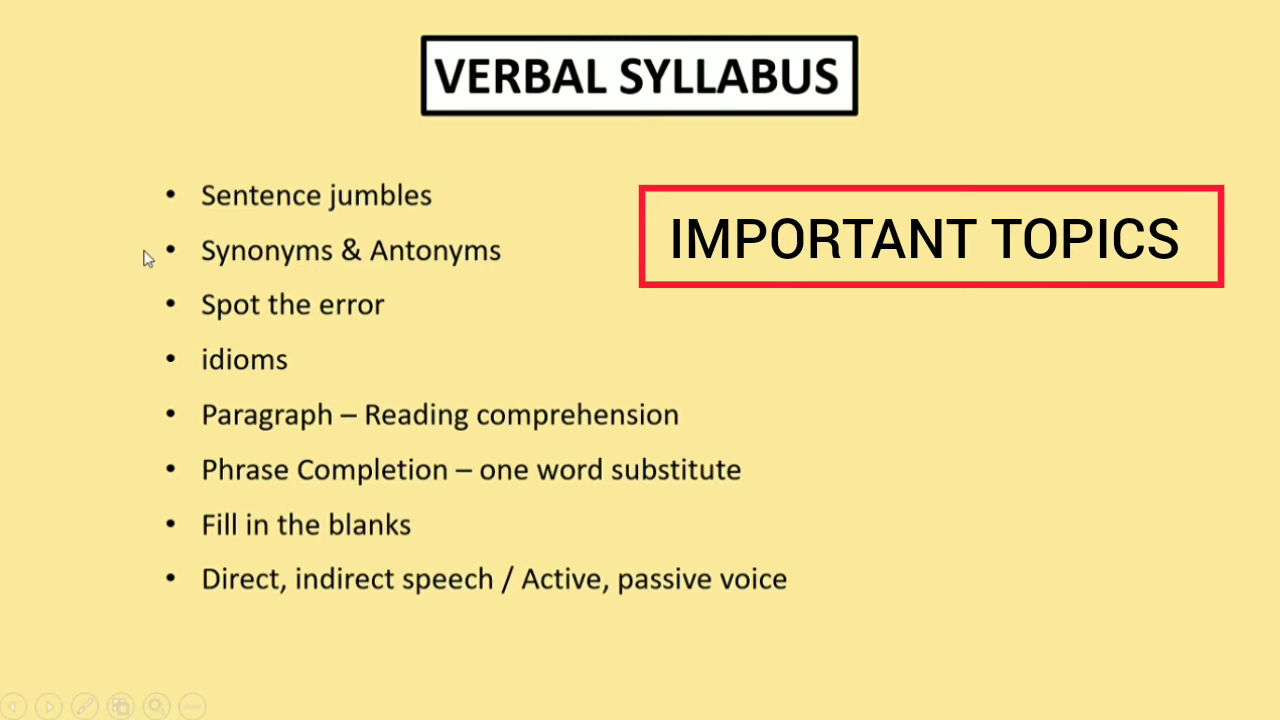 VERBAL SYLLABUS
• Sentence jumbles
IMPORTANT TOPICS
• Synonyms & Antonyms
• Spot the error
• idioms
• Paragraph – Reading comprehension
• Phrase Completion – one word substitute
• Fill in the blanks
• Direct, indirect speech / Active, passive voice